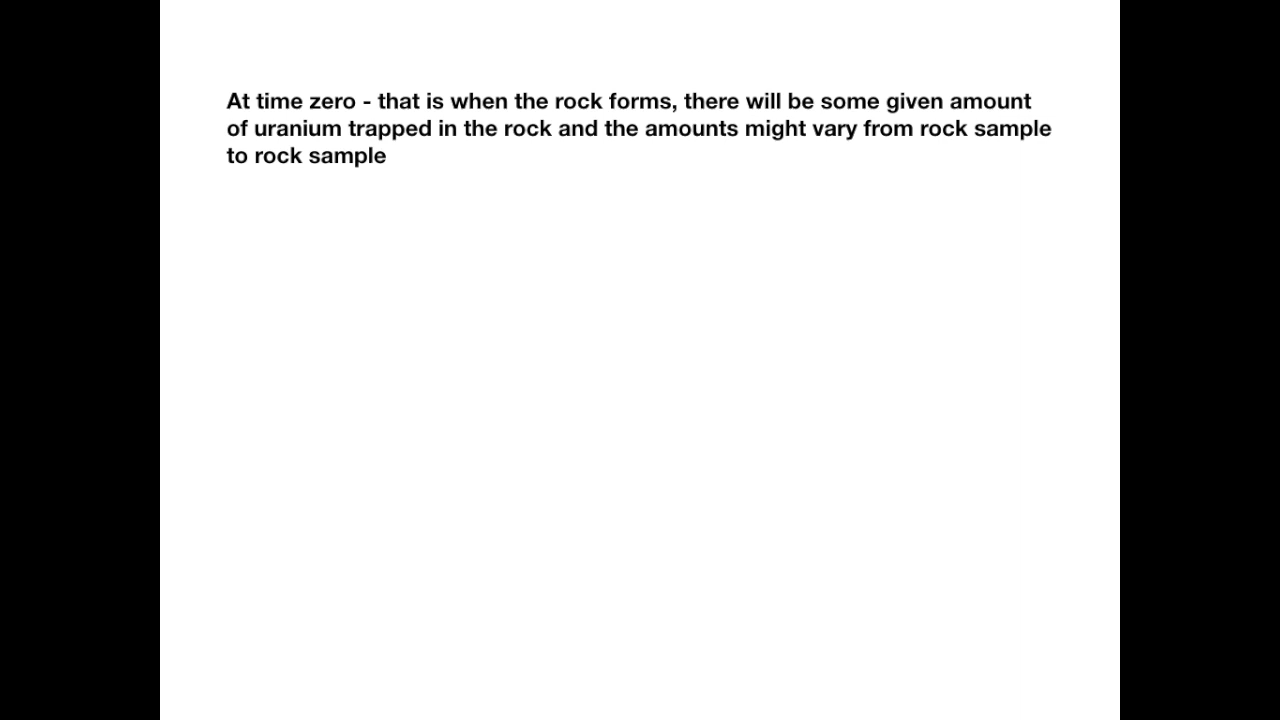 At time zero - that is when the rock forms, there will be some given amount
of uranium trapped in the rock and the amounts might vary from rock sample
to rock sample